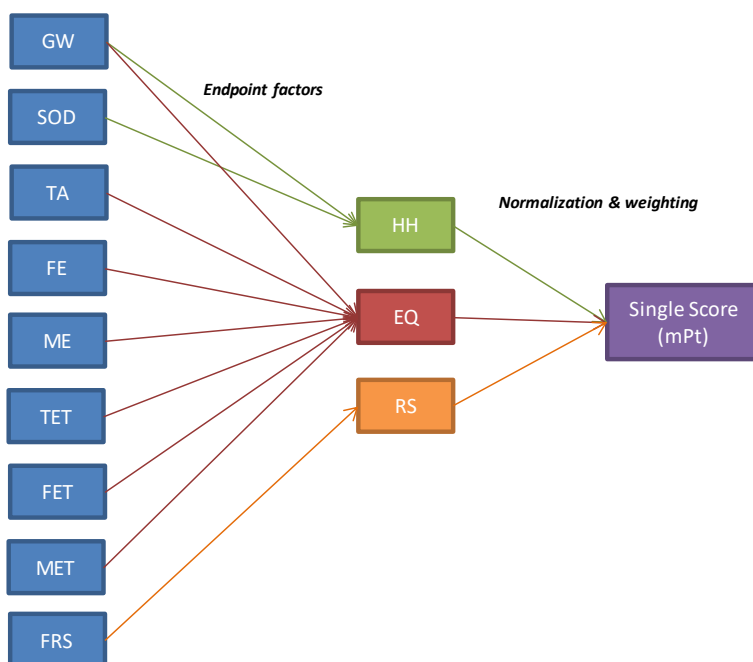 GW
SOD
TA
FE
ME
TET
FET
MET
FRS
Endpoint factors
HH
EQ
RS
Normalization & weighting
Single Score
(mPt)